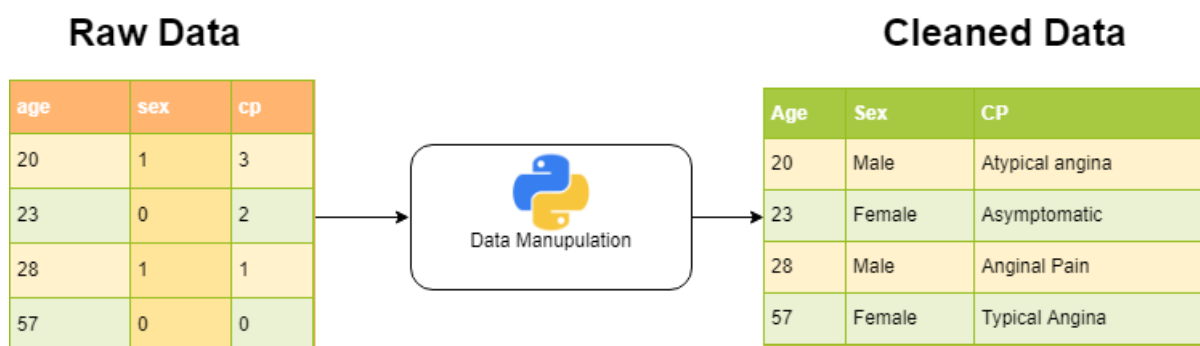 Raw Data
age sex cp
20 1 3
23 0 2
28 1 1
57 0 0
Data Manupulation
Cleaned Data
Age Sex CP
20 Male Atypical angina
23 Female Asymptomatic
28 Male Anginal Pain
57 Female Typical Angina